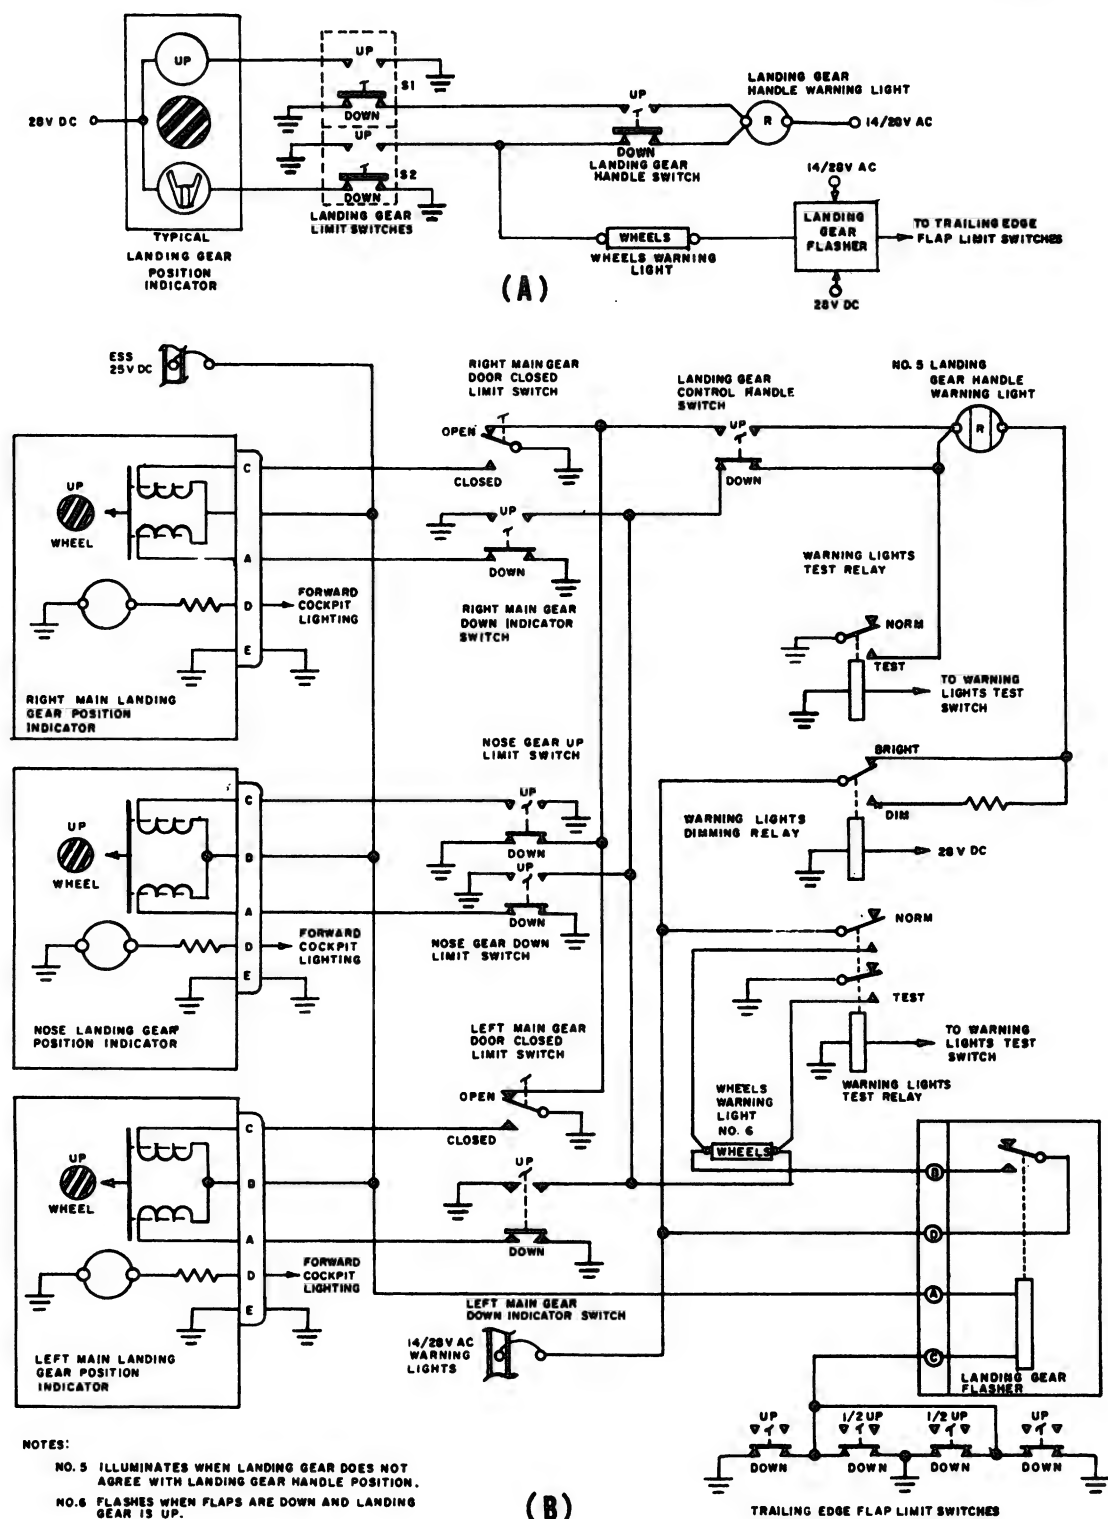 UP
28V DC
TYPICAL
LANDING GEAR
POSITION
INDICATOR
UP
S1
DOWN
UP
S2
DOWN
LANDING GEAR
LIMIT SWITCHES
UP
DOWN
LANDING GEAR
HANDLE SWITCH
LANDING GEAR
HANDLE WARNING LIGHT
R
14/28V AC
WHEELS
WHEELS WARNING
LIGHT
14/28V AC
LANDING
GEAR
FLASHER
28V DC
TO TRAILING EDGE
FLAP LIMIT SWITCHES
(A)
ESS
25V DC
RIGHT MAIN GEAR
DOOR CLOSED
LIMIT SWITCH
OPEN
CLOSED
LANDING GEAR
CONTROL HANDLE
SWITCH
UP
DOWN
NO. 5 LANDING
GEAR HANDLE
WARNING LIGHT
R
UP
WHEEL
C
A
D
E
FORWARD
COCKPIT
LIGHTING
RIGHT MAIN LANDING
GEAR POSITION
INDICATOR
UP
DOWN
RIGHT MAIN GEAR
DOWN INDICATOR
SWITCH
WARNING LIGHTS
TEST RELAY
NORM
TEST
TO WARNING
LIGHTS TEST
SWITCH
NOSE GEAR UP
LIMIT SWITCH
UP
DOWN
UP
DOWN
NOSE GEAR DOWN
LIMIT SWITCH
UP
WHEEL
C
B
A
D
E
FORWARD
COCKPIT
LIGHTING
NOSE LANDING GEAR
POSITION INDICATOR
BRIGHT
DIM
WARNING LIGHTS
DIMMING RELAY
28 V DC
NORM
TEST
TO WARNING
LIGHTS TEST
SWITCH
WARNING LIGHTS
TEST RELAY
LEFT MAIN GEAR
DOOR CLOSED
LIMIT SWITCH
OPEN
CLOSED
WHEELS
WARNING
LIGHT
NO. 6
WHEELS
UP
WHEEL
C
B
A
D
E
FORWARD
COCKPIT
LIGHTING
LEFT MAIN LANDING
GEAR POSITION
INDICATOR
UP
DOWN
LEFT MAIN GEAR
DOWN INDICATOR SWITCH
14/28V AC
WARNING
LIGHTS
B
D
A
C
LANDING GEAR
FLASHER
UP
DOWN
1/2 UP
DOWN
1/2 UP
DOWN
UP
DOWN
TRAILING EDGE FLAP LIMIT SWITCHES
NOTES:
NO. 5 ILLUMINATES WHEN LANDING GEAR DOES NOT
AGREE WITH LANDING GEAR HANDLE POSITION.
NO.6 FLASHES WHEN FLAPS ARE DOWN AND LANDING
GEAR IS UP.
(B)